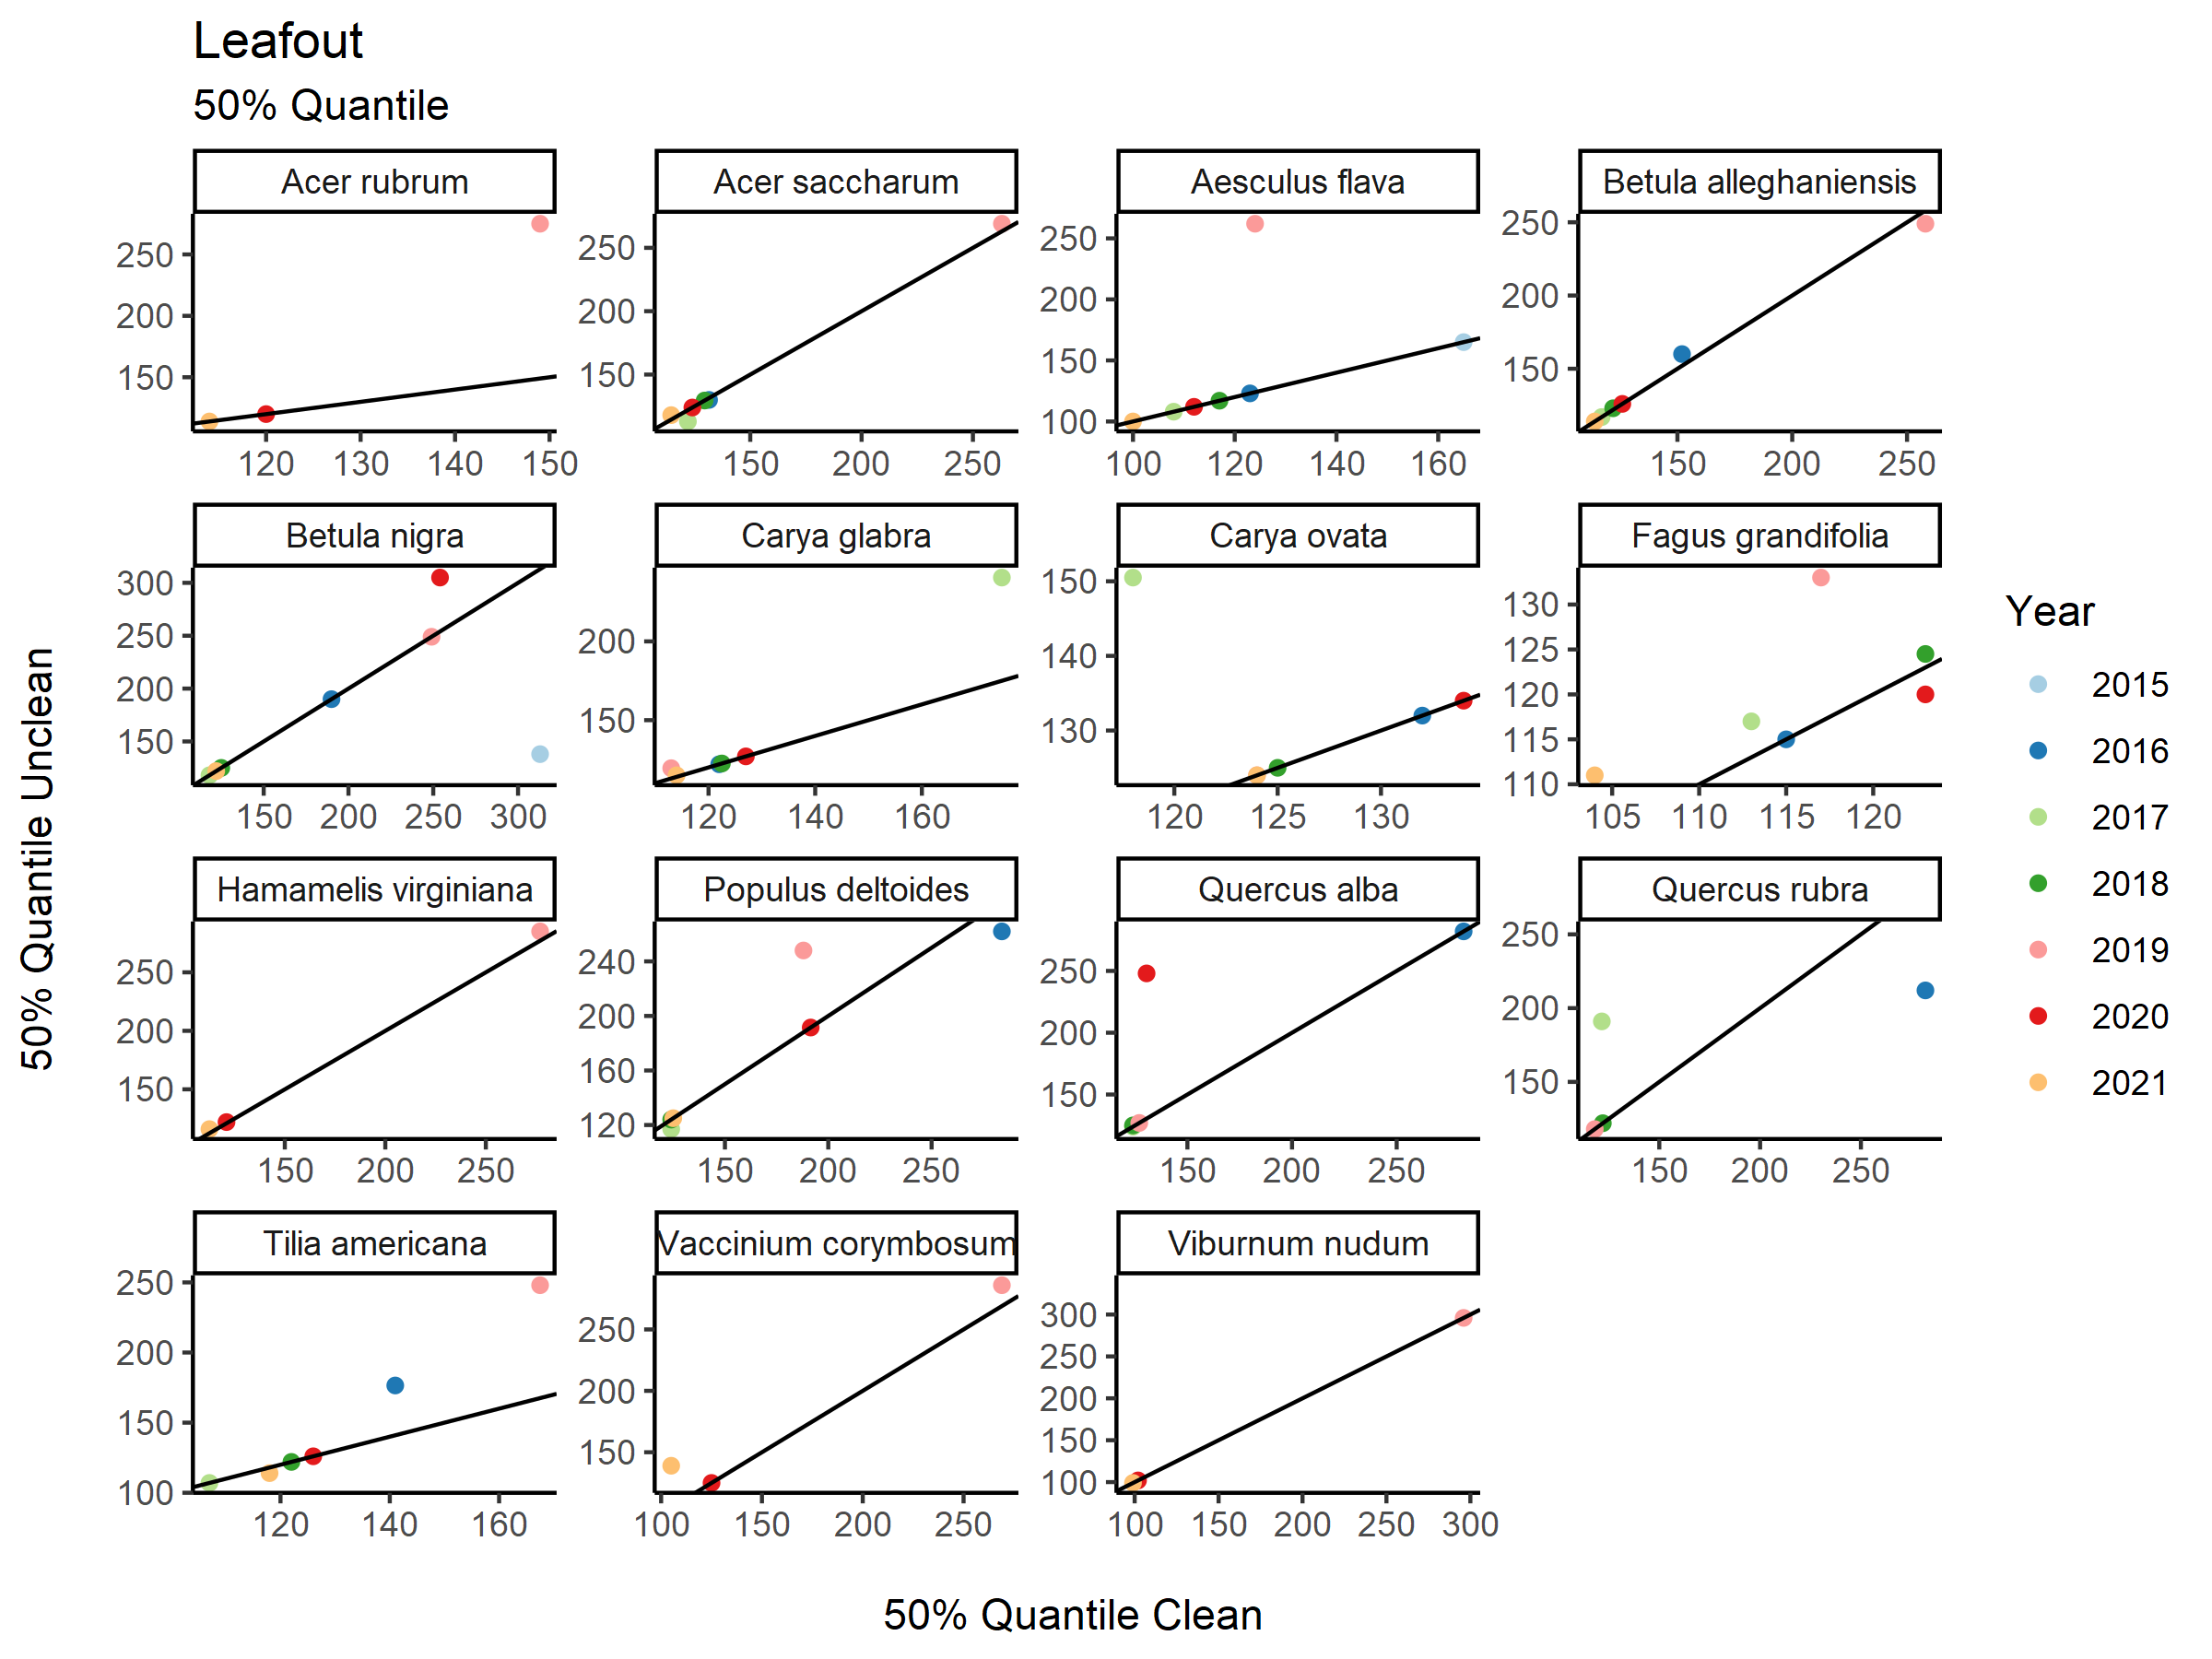 Leafout
50% Quantile
Acer rubrum Acer saccharum Aesculus flava Betula alleghaniensis
250 200 150 120 130 140 150
250 200 150 150 200 250
250 200 150 100 100 120 140 160
250 200 150 150 200 250
Betula nigra Carya glabra Carya ovata Fagus grandifolia
300 250 200 150 150 200 250 300
200 150 120 140 160
150 140 130 120 125 130
130 125 120 115 110 105 110 115 120
Hamamelis virginiana Populus deltoides Quercus alba Quercus rubra
250 200 150 150 200 250
240 200 160 120 150 200 250
250 200 150 150 200 250
250 200 150 150 200 250
Tilia americana Vaccinium corymbosum Viburnum nudum
250 200 150 100 120 140 160
250 200 150 100 150 200 250
300 250 200 150 100 100 150 200 250 300
50% Quantile Unclean
50% Quantile Clean
Year
2015
2016
2017
2018
2019
2020
2021